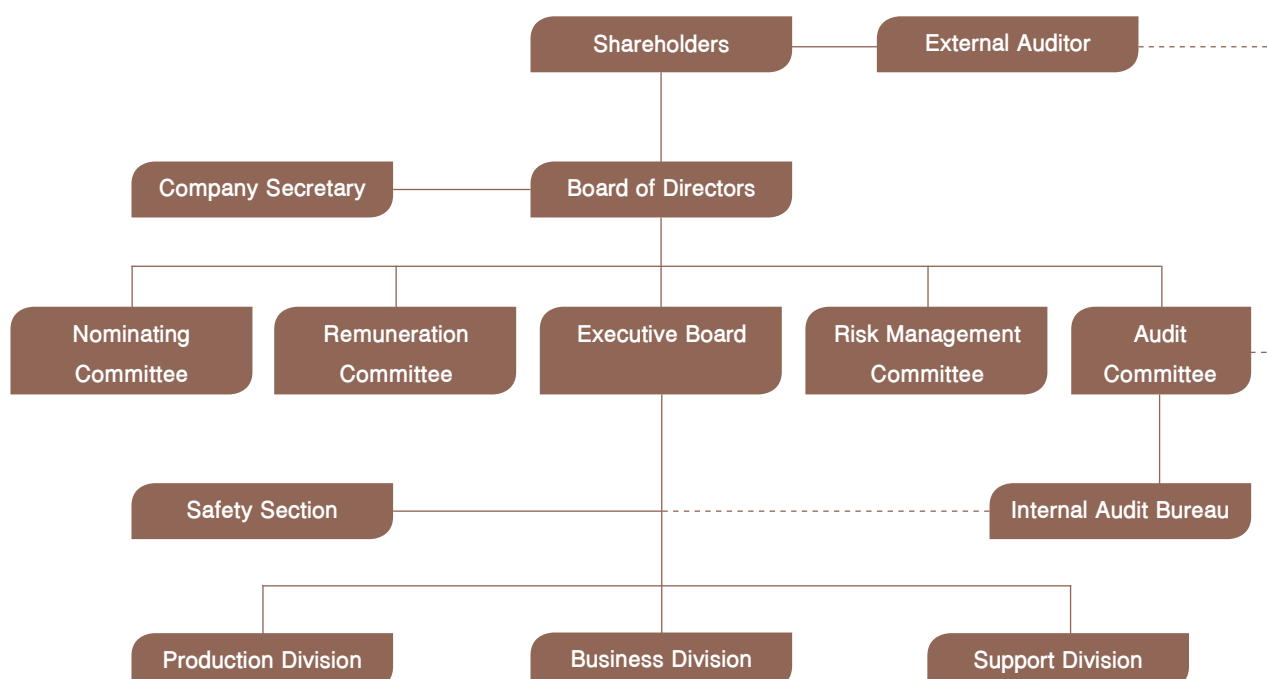 Shareholders
External Auditor
Company Secretary
Board of Directors
Nominating
Committee
Remuneration
Committee
Executive Board
Risk Management
Committee
Audit
Committee
Safety Section
Internal Audit Bureau
Production Division
Business Division
Support Division